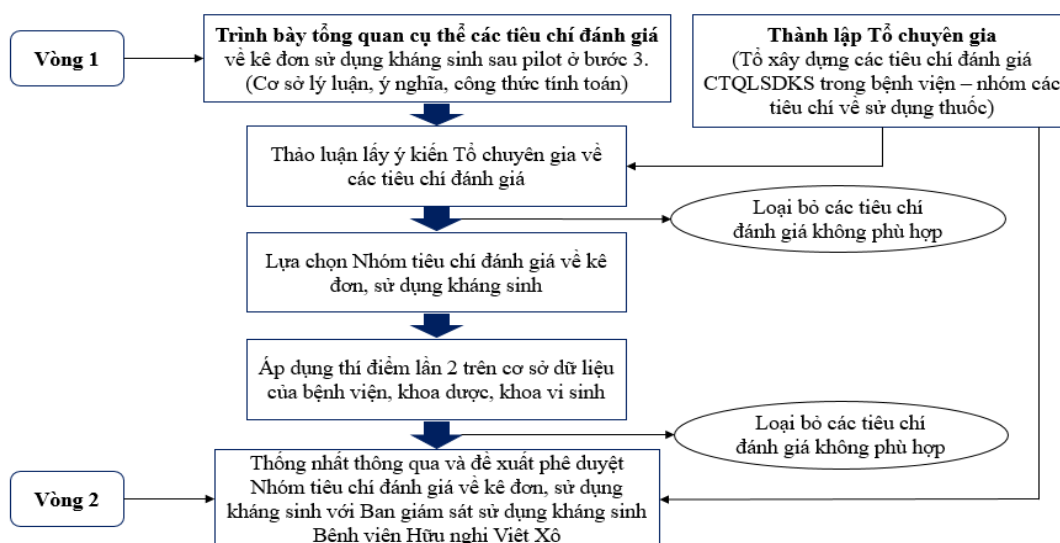 Vòng 1
Trình bày tổng quan cụ thể các tiêu chí đánh giá
về kê đơn sử dụng kháng sinh sau pilot ở bước 3.
(Cơ sở lý luận, ý nghĩa, công thức tính toán)
Thành lập Tổ chuyên gia
(Tổ xây dựng các tiêu chí đánh giá
CTQLSDKS trong bệnh viện – nhóm các
tiêu chí về sử dụng thuốc)
Thảo luận lấy ý kiến Tổ chuyên gia về
các tiêu chí đánh giá
Loại bỏ các tiêu chí
đánh giá không phù hợp
Lựa chọn Nhóm tiêu chí đánh giá về kê
đơn, sử dụng kháng sinh
Áp dụng thí điểm lần 2 trên cơ sở dữ liệu
của bệnh viện, khoa dược, khoa vi sinh
Loại bỏ các tiêu chí
đánh giá không phù hợp
Vòng 2
Thống nhất thông qua và đề xuất phê duyệt
Nhóm tiêu chí đánh giá về kê đơn, sử dụng
kháng sinh với Ban giám sát sử dụng kháng sinh
Bệnh viện Hữu nghị Việt Xô